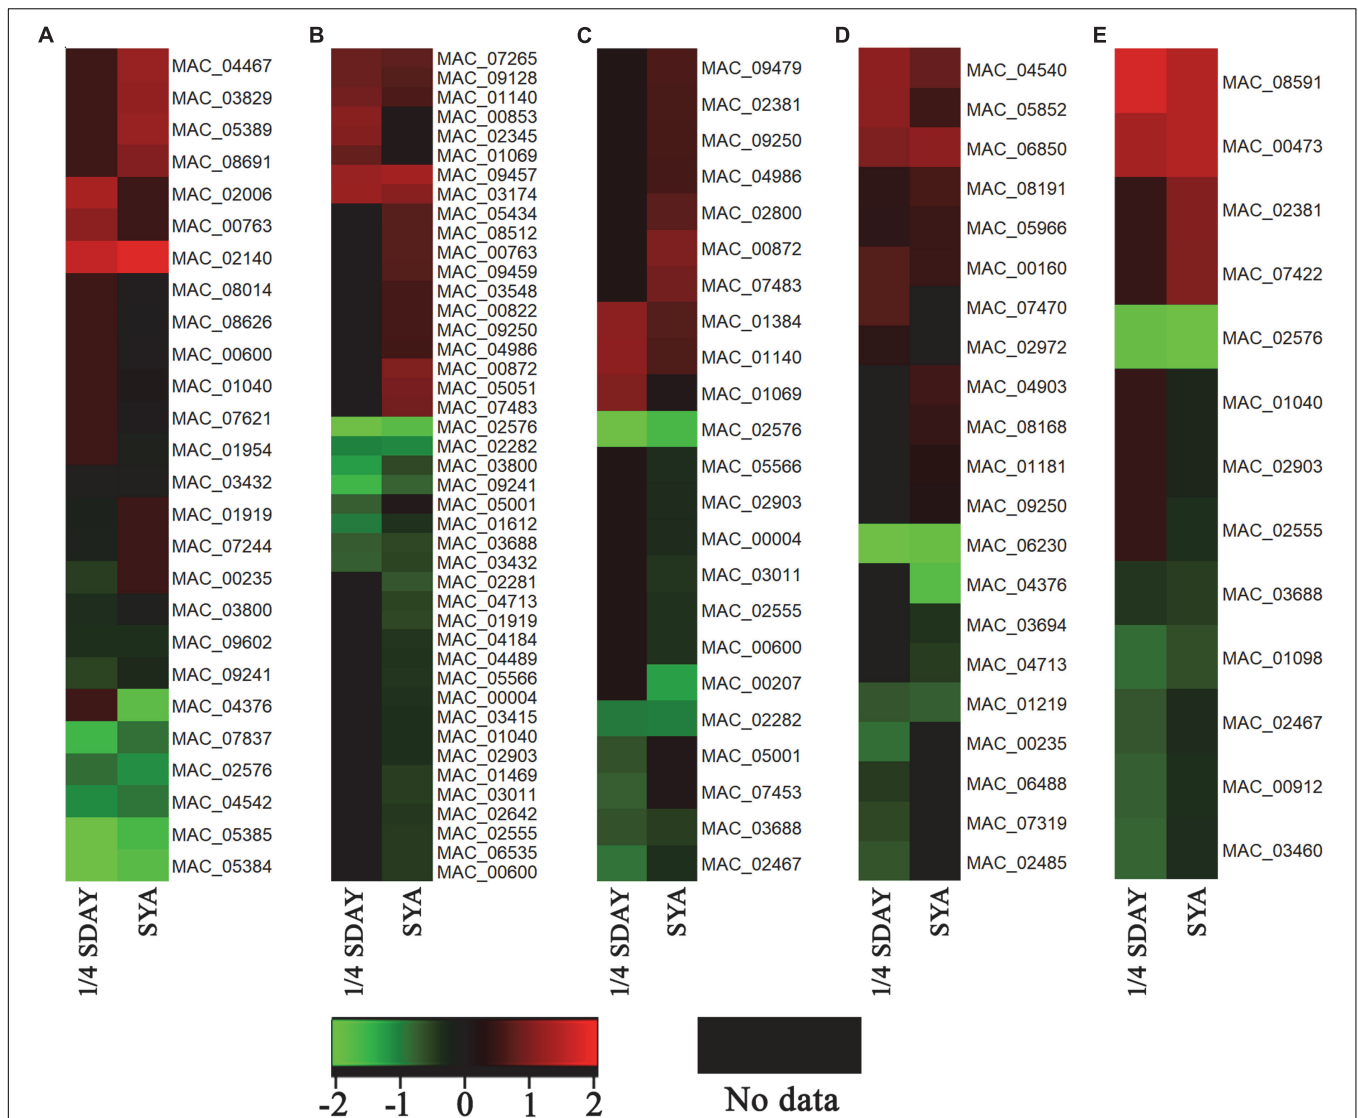 A
B
C
D
E
MAC_04467
MAC_03829
MAC_05389
MAC_08691
MAC_02006
MAC_00763
MAC_02140
MAC_08014
MAC_08626
MAC_00600
MAC_01040
MAC_07621
MAC_01954
MAC_03432
MAC_01919
MAC_07244
MAC_00235
MAC_03800
MAC_09602
MAC_09241
MAC_04376
MAC_07837
MAC_02576
MAC_04542
MAC_05385
MAC_05384
1/4 SDAY
SYA
MAC_07265
MAC_09128
MAC_01140
MAC_00853
MAC_02345
MAC_01069
MAC_09457
MAC_03174
MAC_05434
MAC_08512
MAC_00763
MAC_09459
MAC_03548
MAC_00822
MAC_09250
MAC_04986
MAC_00872
MAC_05051
MAC_07483
MAC_02576
MAC_02282
MAC_03800
MAC_09241
MAC_05001
MAC_01612
MAC_03688
MAC_03432
MAC_02281
MAC_04713
MAC_01919
MAC_04184
MAC_04489
MAC_05566
MAC_00004
MAC_03415
MAC_01040
MAC_02903
MAC_01469
MAC_03011
MAC_02642
MAC_02555
MAC_06535
MAC_00600
1/4 SDAY
SYA
MAC_09479
MAC_02381
MAC_09250
MAC_04986
MAC_02800
MAC_00872
MAC_07483
MAC_01384
MAC_01140
MAC_01069
MAC_02576
MAC_05566
MAC_02903
MAC_00004
MAC_03011
MAC_02555
MAC_00600
MAC_00207
MAC_02282
MAC_05001
MAC_07453
MAC_03688
MAC_02467
1/4 SDAY
SYA
MAC_04540
MAC_05852
MAC_06850
MAC_08191
MAC_05966
MAC_00160
MAC_07470
MAC_02972
MAC_04903
MAC_08168
MAC_01181
MAC_09250
MAC_06230
MAC_04376
MAC_03694
MAC_04713
MAC_01219
MAC_00235
MAC_06488
MAC_07319
MAC_02485
1/4 SDAY
SYA
MAC_08591
MAC_00473
MAC_02381
MAC_07422
MAC_02576
MAC_01040
MAC_02903
MAC_02555
MAC_03688
MAC_01098
MAC_02467
MAC_00912
MAC_03460
1/4 SDAY
SYA
-2 -1 0 1 2
No data